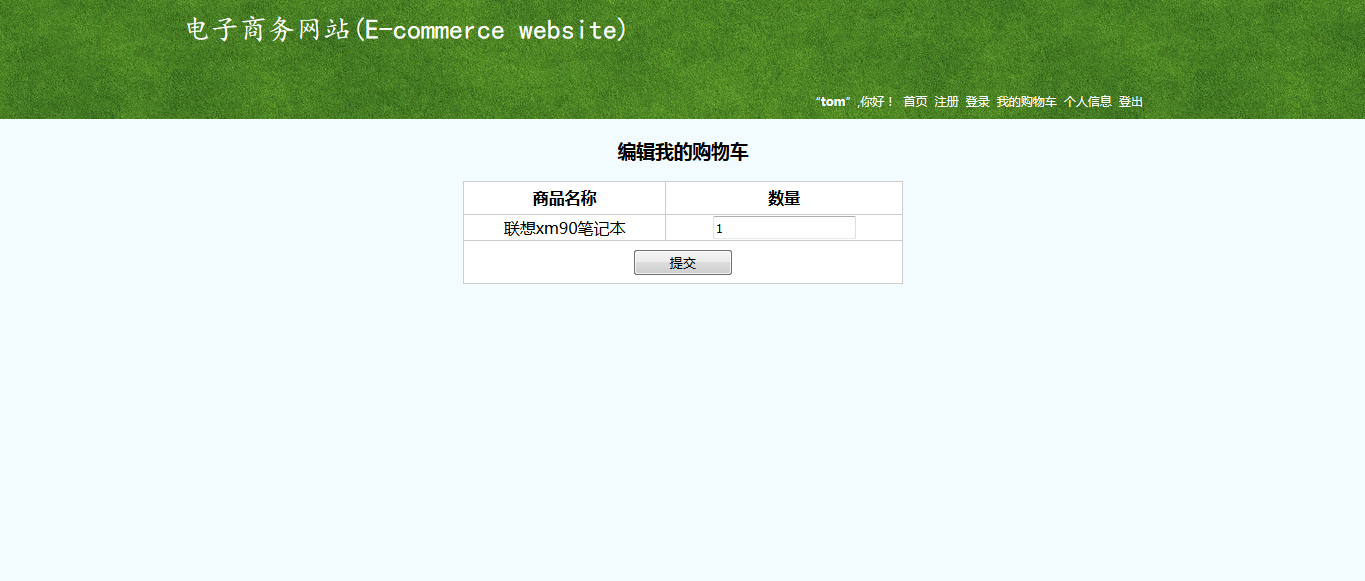 电子商务网站(E-commerce website)
“tom” ,你好！ 首页 注册 登录 我的购物车 个人信息 登出
编辑我的购物车
商品名称 数量
联想xm90笔记本 1
提交